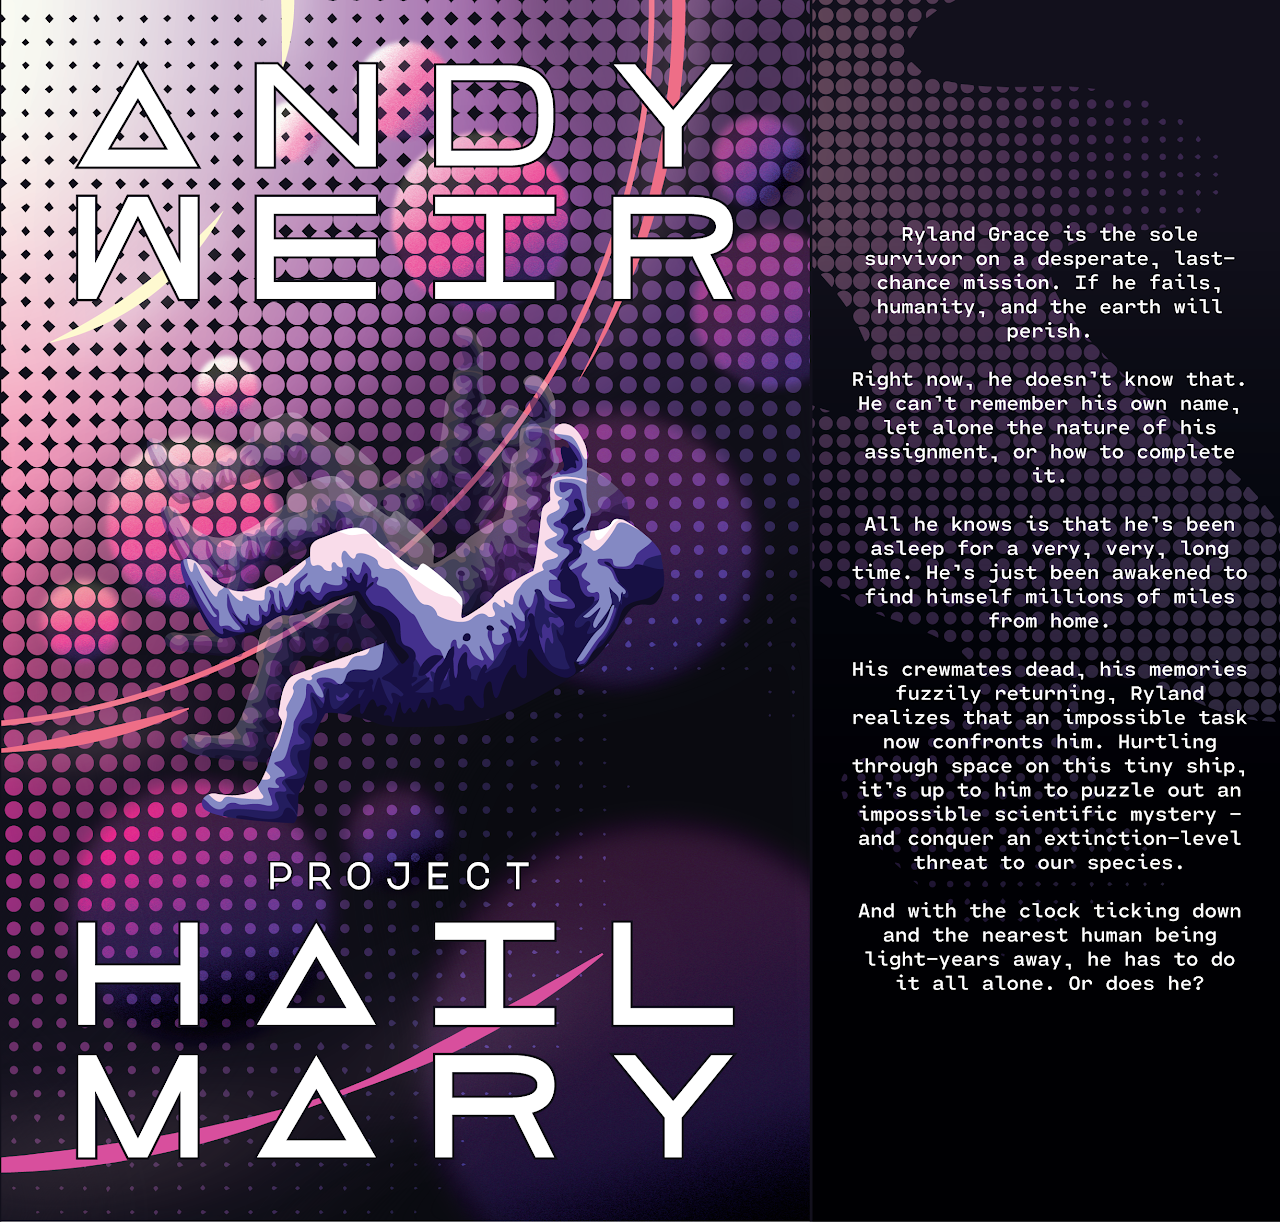 ANDY
WEIR
PROJECT
HAIL
MARY
Ryland Grace is the sole
survivor on a desperate, last-
chance mission. If he fails,
humanity, and the earth will
perish.
Right now, he doesn't know that.
He can't remember his own name,
let alone the nature of his
assignment, or how to complete
it.
All he knows is that he's been
asleep for a very, very, long
time. He's just been awakened to
find himself millions of miles
from home.
His crewmates dead, his memories
fuzzily returning, Ryland
realizes that an impossible task
now confronts him. Hurtling
through space on this tiny ship,
it's up to him to puzzle out an
impossible scientific mystery -
and conquer an extinction-level
threat to our species.
And with the clock ticking down
and the nearest human being
light-years away, he has to do
it all alone. Or does he?